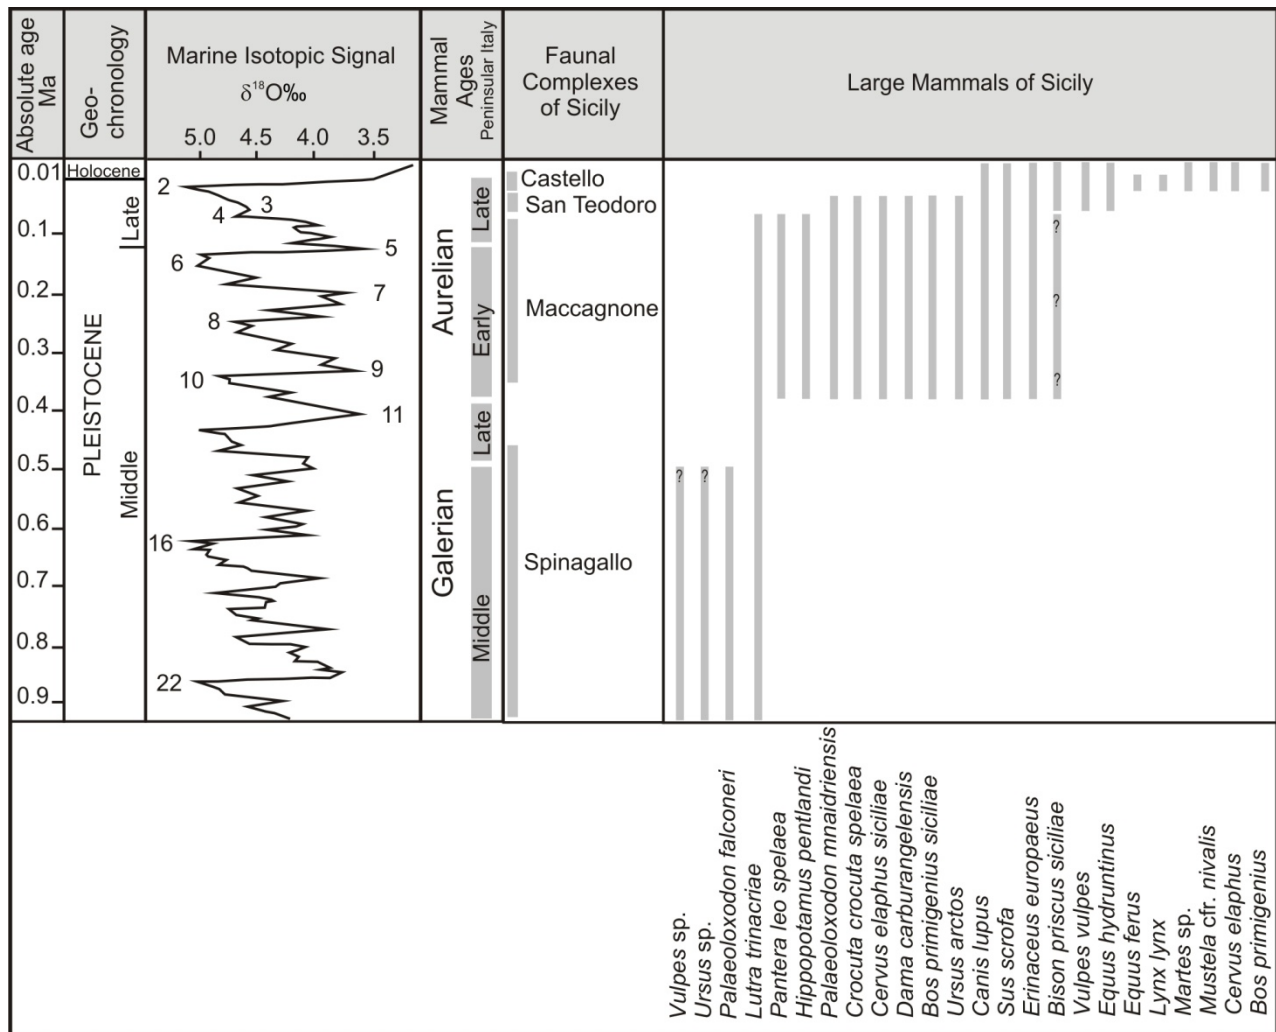 Absolute age
Ma
Geo-
chronology
Marine Isotopic Signal
δ¹⁸O‰
5.0 4.5 4.0 3.5
Mammal
Ages
Peninsular Italy
Faunal
Complexes
of Sicily
Large Mammals of Sicily
0.01
0.1
0.2
0.3
0.4
0.5
0.6
0.7
0.8
0.9
Holocene
PLEISTOCENE
Late
Middle
2
3
4
5
6
7
8
9
10
11
16
22
Aurelian
Late
Early
Galerian
Late
Middle
Castello
San Teodoro
Maccagnone
Spinagallo
?
?
?
?
?
Vulpes sp.
Ursus sp.
Palaeoloxodon falconeri
Lutra trinacriae
Pantera leo spelaea
Hippopotamus pentlandi
Palaeoloxodon mnaidriensis
Crocuta crocuta spelaea
Cervus elaphus siciliae
Dama carburangelensis
Bos primigenius siciliae
Ursus arctos
Canis lupus
Sus scrofa
Erinaceus europaeus
Bison priscus siciliae
Vulpes vulpes
Equus hydruntinus
Equus ferus
Lynx lynx
Martes sp.
Mustela cfr. nivalis
Cervus elaphus
Bos primigenius